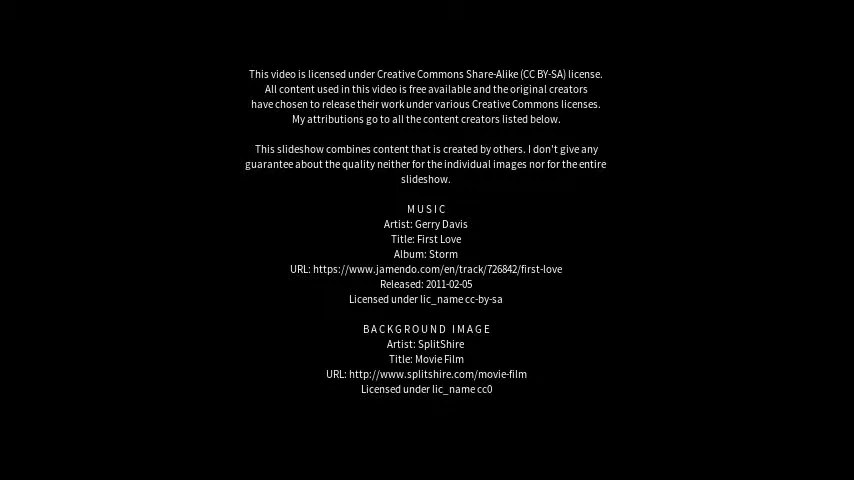 This video is licensed under Creative Commons Share-Alike (CC BY-SA) license.
All content used in this video is free available and the original creators
have chosen to release their work under various Creative Commons licenses.
My attributions go to all the content creators listed below.
This slideshow combines content that is created by others. I don't give any
guarantee about the quality neither for the individual images nor for the entire
slideshow.
MUSIC
Artist: Gerry Davis
Title: First Love
Album: Storm
URL: https://www.jamendo.com/en/track/726842/first-love
Released: 2011-02-05
Licensed under lic_name cc-by-sa
BACKGROUND IMAGE
Artist: SplitShire
Title: Movie Film
URL: http://www.splitshire.com/movie-film
Licensed under lic_name cc0